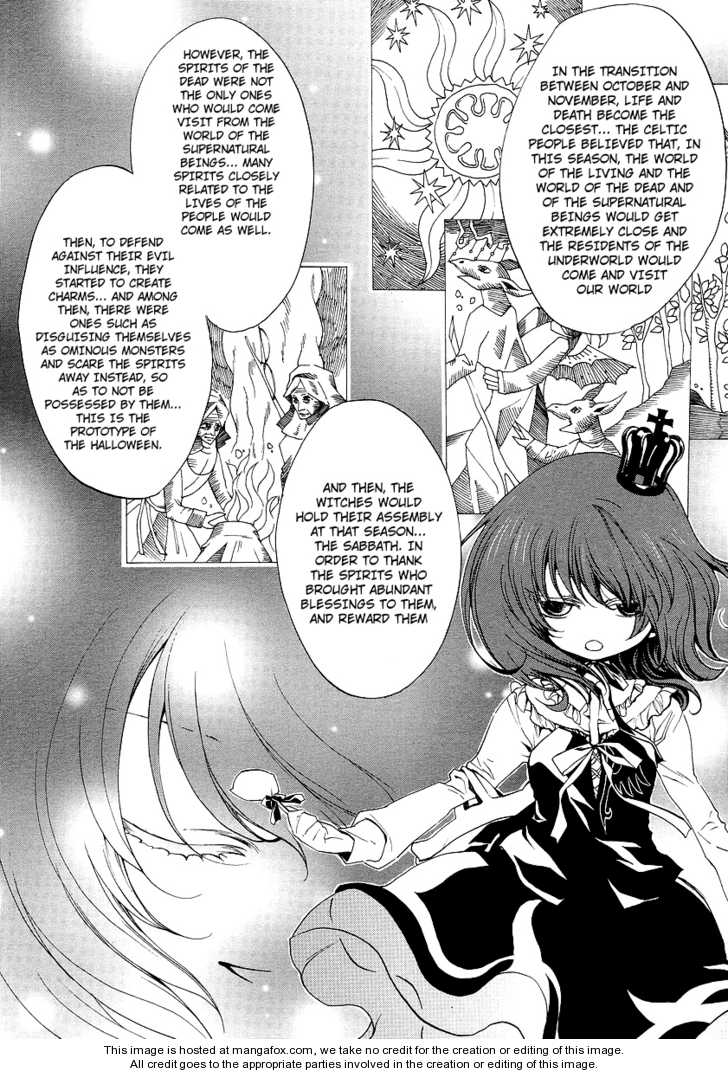 IN THE TRANSITION
BETWEEN OCTOBER AND
NOVEMBER, LIFE AND
DEATH BECOME THE
CLOSEST... THE CELTIC
PEOPLE BELIEVED THAT, IN
THIS SEASON, THE WORLD
OF THE LIVING AND THE
WORLD OF THE DEAD AND OF
THE SUPERNATURAL
BEINGS WOULD GET
EXTREMELY CLOSE AND
THE RESIDENTS OF THE
UNDERWORLD WOULD
COME AND VISIT
OUR WORLD
HOWEVER, THE
SPIRITS OF THE
DEAD WERE NOT
THE ONLY ONES
WHO WOULD COME
VISIT FROM THE
WORLD OF THE
SUPERNATURAL
BEINGS... MANY
SPIRITS CLOSELY
RELATED TO THE
LIVES OF THE
PEOPLE WOULD
COME AS WELL.
THEN, TO DEFEND
AGAINST THEIR EVIL
INFLUENCE, THEY
STARTED TO CREATE
CHARMS... AND AMONG
THEN, THERE WERE
ONES SUCH AS
DISGUISING THEMSELVES
AS OMINOUS MONSTERS
AND SCARE THE SPIRITS
AWAY INSTEAD, SO
AS TO NOT BE
POSSESSED BY THEM...
THIS IS THE
PROTOTYPE OF
THE HALLOWEEN.
AND THEN, THE
WITCHES WOULD
HOLD THEIR ASSEMBLY
AT THAT SEASON...
THE SABBATH. IN
ORDER TO THANK
THE SPIRITS WHO
BROUGHT ABUNDANT
BLESSINGS TO THEM,
AND REWARD THEM
This image is hosted at mangafox.com, we take no credit for the creation or editing of this image.
All credit goes to the appropriate parties involved in the creation or editing of this image.